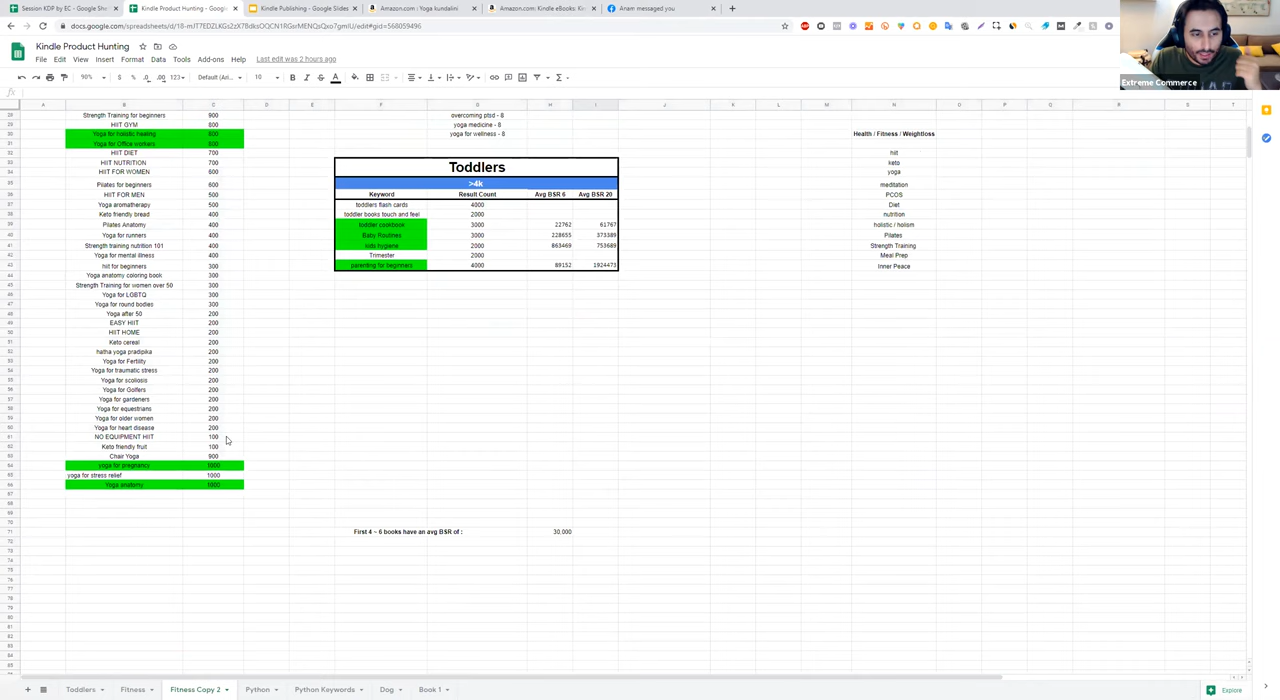 Session KDP by EC - Google She
Kindle Product Hunting - Google
Kindle Publishing - Google Slides
Amazon.com : Yoga kundalini
Amazon.com: Kindle eBooks: Kin
Anam messaged you
Kindle Product Hunting
File Edit View Insert Format Data Tools Add-ons Help Last edit was 2 hours ago
90% $ % .0 .00 123 Default (Ari... 10 B I S A
fx
Extreme Commerce
A B C D E F G H I J K L M N O P Q R S T
Strength Training for beginners 900
HIIT GYM 800
Yoga for holistic healing 800
Yoga for Office workers 800
HIIT DIET 700
HIIT NUTRITION 700
HIIT FOR WOMEN 600
Pilates for beginners 600
HIIT FOR MEN 500
Yoga aromatherapy 500
Keto friendly bread 400
Pilates Anatomy 400
Yoga for runners 400
Strength training nutrition 101 400
Yoga for mental illness 400
hiit for beginners 300
Yoga anatomy coloring book 300
Strength Training for women over 50 300
Yoga for LGBTQ 300
Yoga for round bodies 300
Yoga after 50 200
EASY HIIT 200
HIIT HOME 200
Keto cereal 200
hatha yoga pradipika 200
Yoga for Fertility 200
Yoga for traumatic stress 200
Yoga for scoliosis 200
Yoga for Golfers 200
Yoga for gardeners 200
Yoga for equestrians 200
Yoga for older women 200
Yoga for heart disease 200
NO EQUIPMENT HIIT 100
Keto friendly fruit 100
Chair Yoga 900
yoga for pregnancy 1000
yoga for stress relief 1000
Yoga anatomy 1000
overcoming ptsd - 8
yoga medicine - 8
yoga for wellness - 8
Toddlers
>4k
Keyword Result Count Avg BSR 6 Avg BSR 20
toddlers flash cards 4000
toddler books touch and feel 2000
toddler cookbook 3000 22762 61767
Baby Routines 3000 228655 373389
kids hygiene 2000 863469 753689
Trimester 2000
parenting for beginners 4000 89152 1924473
First 4 ~ 6 books have an avg BSR of : 30,000
Health / Fitness / Weightloss
hiit
keto
yoga
meditation
PCOS
Diet
nutrition
holistic / holism
Pilates
Strength Training
Meal Prep
Inner Peace
Toddlers Fitness Fitness Copy 2 Python Python Keywords Dog Book 1
Explore